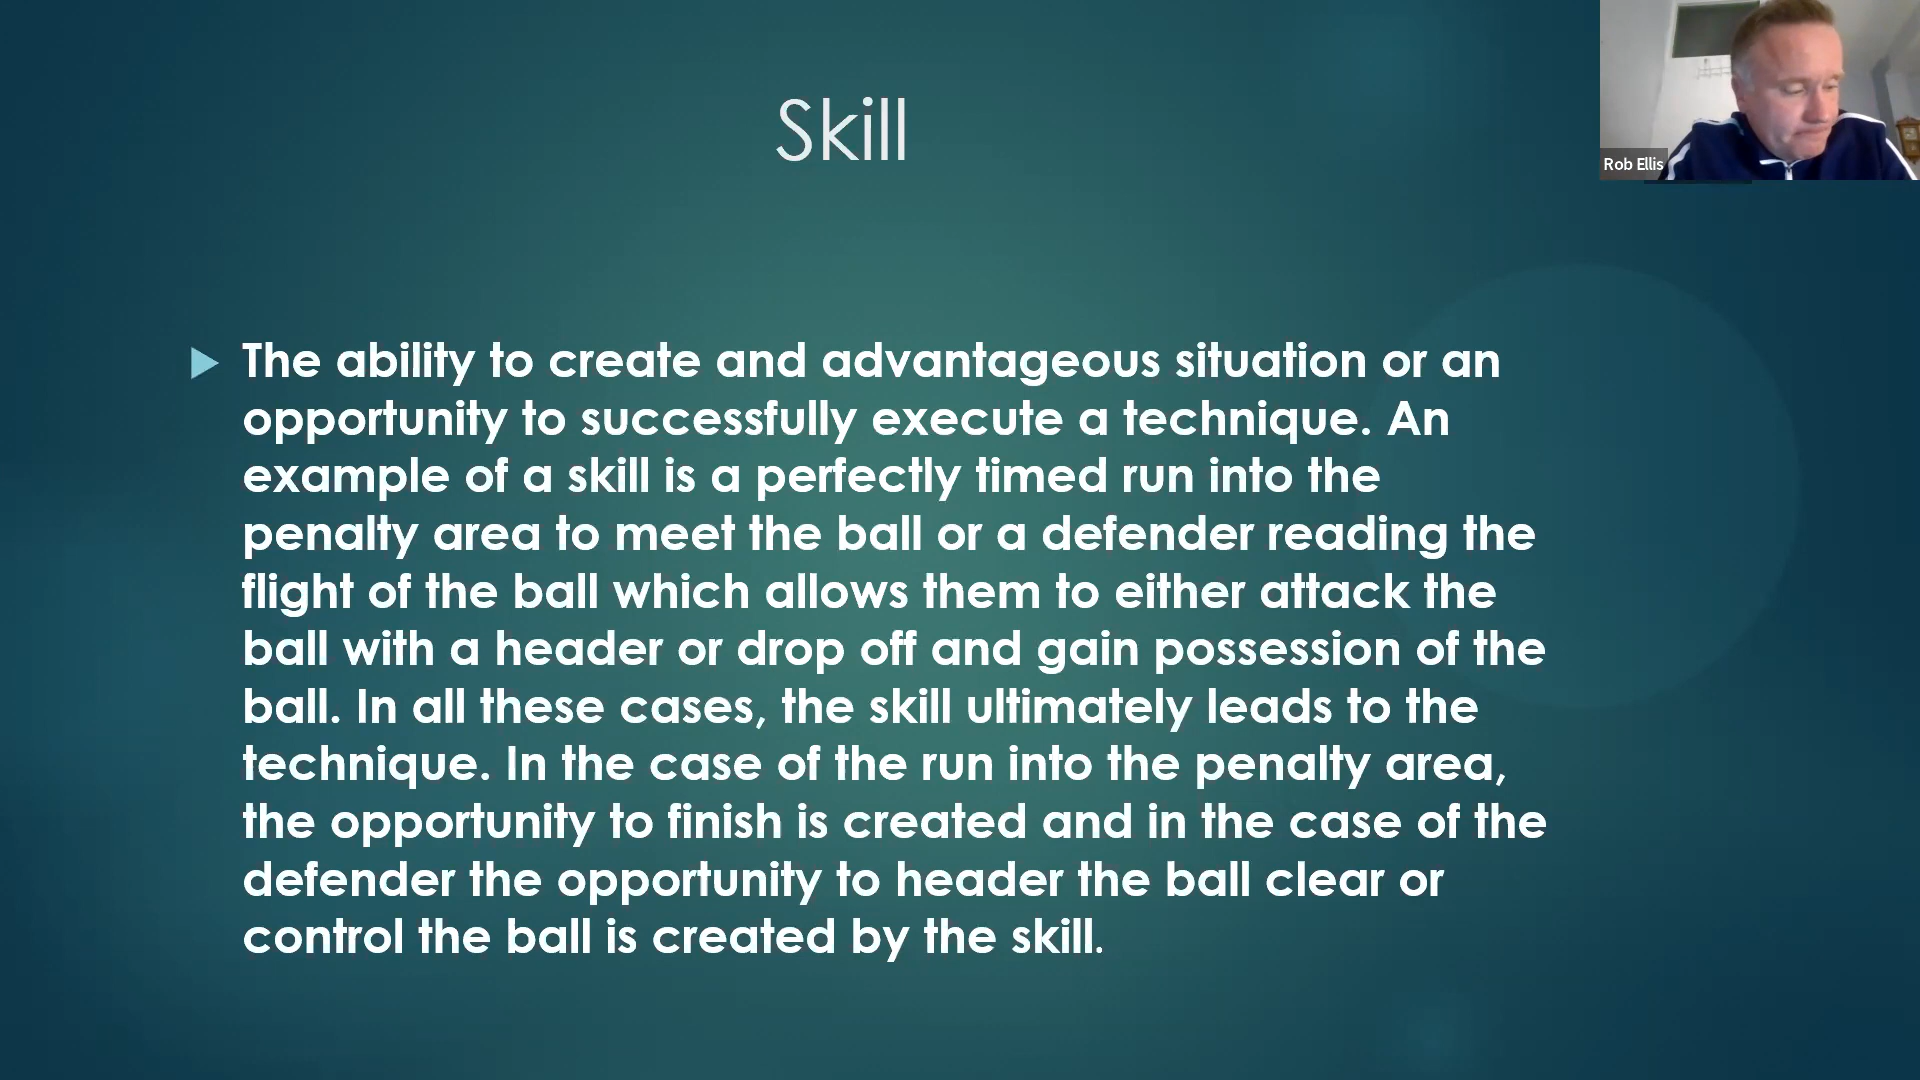 Skill
Rob Ellis
The ability to create and advantageous situation or an
opportunity to successfully execute a technique. An
example of a skill is a perfectly timed run into the
penalty area to meet the ball or a defender reading the
flight of the ball which allows them to either attack the
ball with a header or drop off and gain possession of the
ball. In all these cases, the skill ultimately leads to the
technique. In the case of the run into the penalty area,
the opportunity to finish is created and in the case of the
defender the opportunity to header the ball clear or
control the ball is created by the skill.